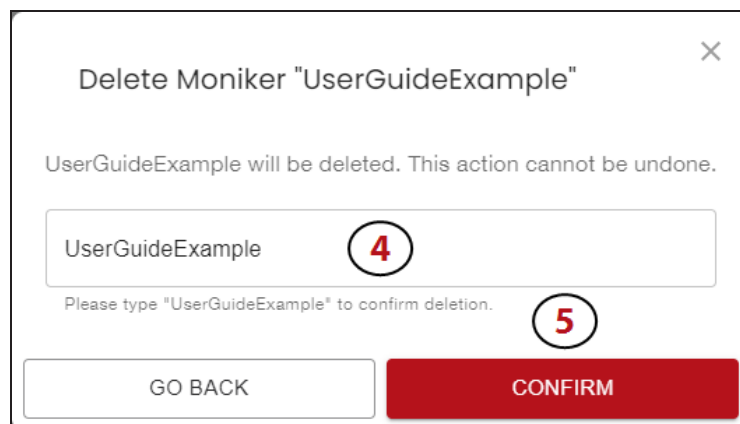 Delete Moniker "UserGuideExample"
UserGuideExample will be deleted. This action cannot be undone.
UserGuideExample 4
Please type "UserGuideExample" to confirm deletion.
5
GO BACK CONFIRM